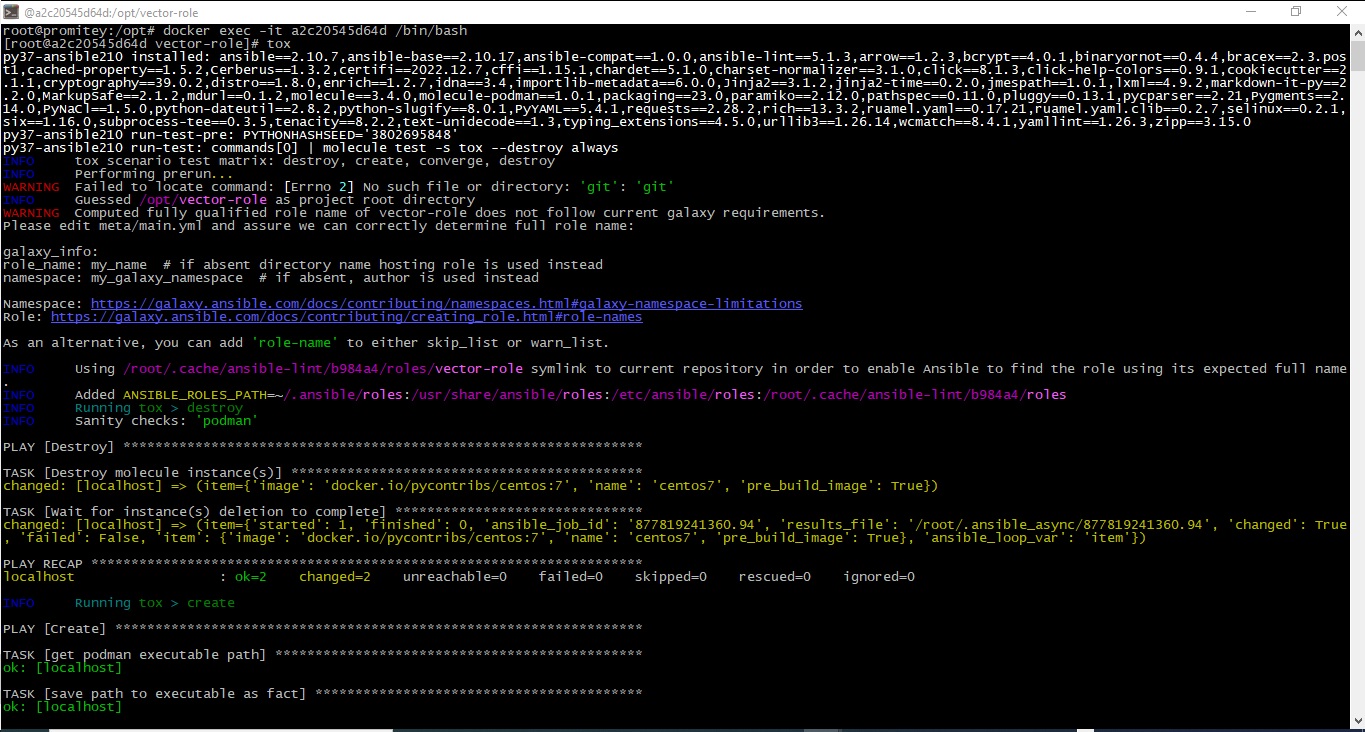 @a2c20545d64d:/opt/vector-role
root@promitey:/opt# docker exec -it a2c20545d64d /bin/bash
[root@a2c20545d64d vector-role]# tox
py37-ansible210 installed: ansible==2.10.7,ansible-base==2.10.17,ansible-compat==1.0.0,ansible-lint==5.1.3,arrow==1.2.3,bcrypt==4.0.1,binaryornot==0.4.4,bracex==2.3.pos
t1,cached-property==1.5.2,Cerberus==1.3.2,certifi==2022.12.7,cffi==1.15.1,chardet==5.1.0,charset-normalizer==3.1.0,click==8.1.3,click-help-colors==0.9.1,cookiecutter==2
.1.1,cryptography==39.0.2,distro==1.8.0,enrich==1.2.7,idna==3.4,importlib-metadata==6.0.0,Jinja2==3.1.2,jinja2-time==0.2.0,jmespath==1.0.1,lxml==4.9.2,markdown-it-py==2
.2.0,MarkupSafe==2.1.2,mdurl==0.1.2,molecule==3.4.0,molecule-podman==1.0.1,packaging==23.0,paramiko==2.12.0,pathspec==0.11.0,pluggy==0.13.1,pycparser==2.21,Pygments==2.
14.0,PyNaCl==1.5.0,python-dateutil==2.8.2,python-slugify==8.0.1,PyYAML==5.4.1,requests==2.28.2,rich==13.3.2,ruamel.yaml==0.17.21,ruamel.yaml.clib==0.2.7,selinux==0.2.1,
six==1.16.0,subprocess-tee==0.3.5,tenacity==8.2.2,text-unidecode==1.3,typing_extensions==4.5.0,urllib3==1.26.14,wcmatch==8.4.1,yamllint==1.26.3,zipp==3.15.0
py37-ansible210 run-test-pre: PYTHONHASHSEED='3802695848'
py37-ansible210 run-test: commands[0] | molecule test -s tox --destroy always
INFO     tox scenario test matrix: destroy, create, converge, destroy
INFO     Performing prerun...
WARNING  Failed to locate command: [Errno 2] No such file or directory: 'git': 'git'
INFO     Guessed /opt/vector-role as project root directory
WARNING  Computed fully qualified role name of vector-role does not follow current galaxy requirements.
Please edit meta/main.yml and assure we can correctly determine full role name:
galaxy_info:
role_name: my_name  # if absent directory name hosting role is used instead
namespace: my_galaxy_namespace  # if absent, author is used instead
Namespace: https://galaxy.ansible.com/docs/contributing/namespaces.html#galaxy-namespace-limitations
Role: https://galaxy.ansible.com/docs/contributing/creating_role.html#role-names
As an alternative, you can add 'role-name' to either skip_list or warn_list.
INFO     Using /root/.cache/ansible-lint/b984a4/roles/vector-role symlink to current repository in order to enable Ansible to find the role using its expected full name
.
INFO     Added ANSIBLE_ROLES_PATH=~/.ansible/roles:/usr/share/ansible/roles:/etc/ansible/roles:/root/.cache/ansible-lint/b984a4/roles
INFO     Running tox > destroy
INFO     Sanity checks: 'podman'
PLAY [Destroy] *****************************************************************
TASK [Destroy molecule instance(s)] ********************************************
changed: [localhost] => (item={'image': 'docker.io/pycontribs/centos:7', 'name': 'centos7', 'pre_build_image': True})
TASK [Wait for instance(s) deletion to complete] *******************************
changed: [localhost] => (item={'started': 1, 'finished': 0, 'ansible_job_id': '877819241360.94', 'results_file': '/root/.ansible_async/877819241360.94', 'changed': True
, 'failed': False, 'item': {'image': 'docker.io/pycontribs/centos:7', 'name': 'centos7', 'pre_build_image': True}, 'ansible_loop_var': 'item'})
PLAY RECAP *********************************************************************
localhost                  : ok=2    changed=2    unreachable=0    failed=0    skipped=0    rescued=0    ignored=0
INFO     Running tox > create
PLAY [Create] ******************************************************************
TASK [get podman executable path] **********************************************
ok: [localhost]
TASK [save path to executable as fact] *****************************************
ok: [localhost]